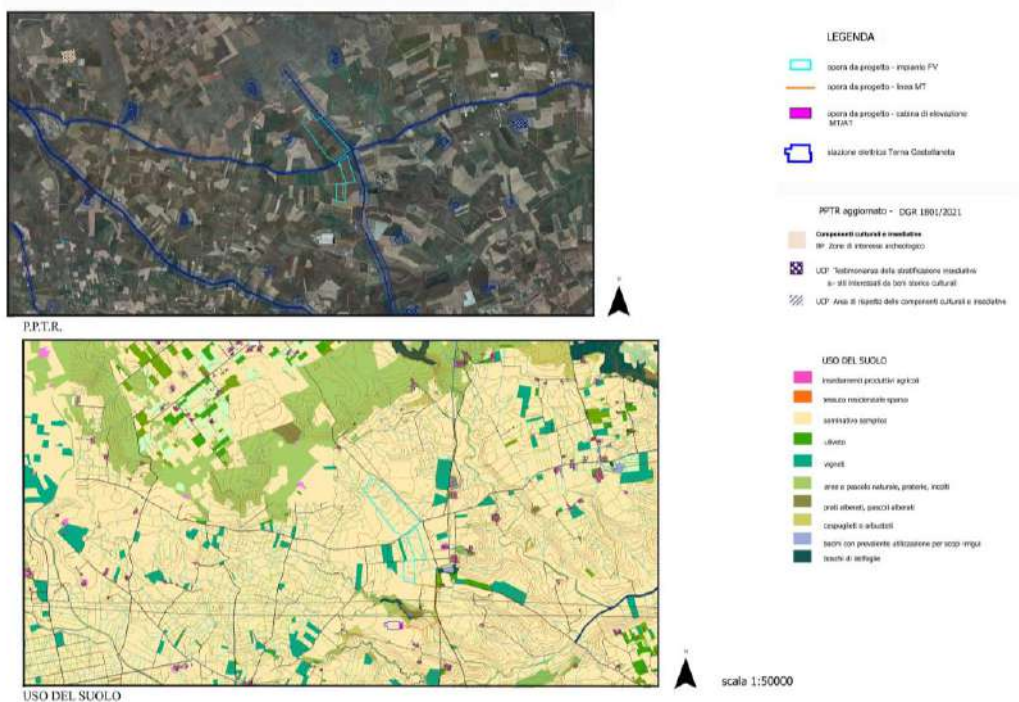 LEGENDA
opera da progetto - impianto FV
opera da progetto - linea MT
opera da progetto - cabina di elevazione
MT/AT
stazione elettrica Terna Castellaneta
PPTR aggiornato - DGR 1801/2021
Componenti culturali e insediative
BP Zone di interesse archeologico
UCP Testimonianza della stratificazione insediativa
a- siti interessati da beni storico culturali
UCP Area di rispetto delle componenti culturali e insediative
P.P.T.R.
USO DEL SUOLO
insediamenti produttivi agricoli
tessuto residenziale sparso
seminativo semplice
uliveto
vigneti
aree a pascolo naturale, praterie, incolti
prati alberati, pascoli alberati
cespuglieti e arbusteti
bacini con prevalente utilizzazione per scopi irrigui
boschi di latifoglie
scala 1:50000
USO DEL SUOLO